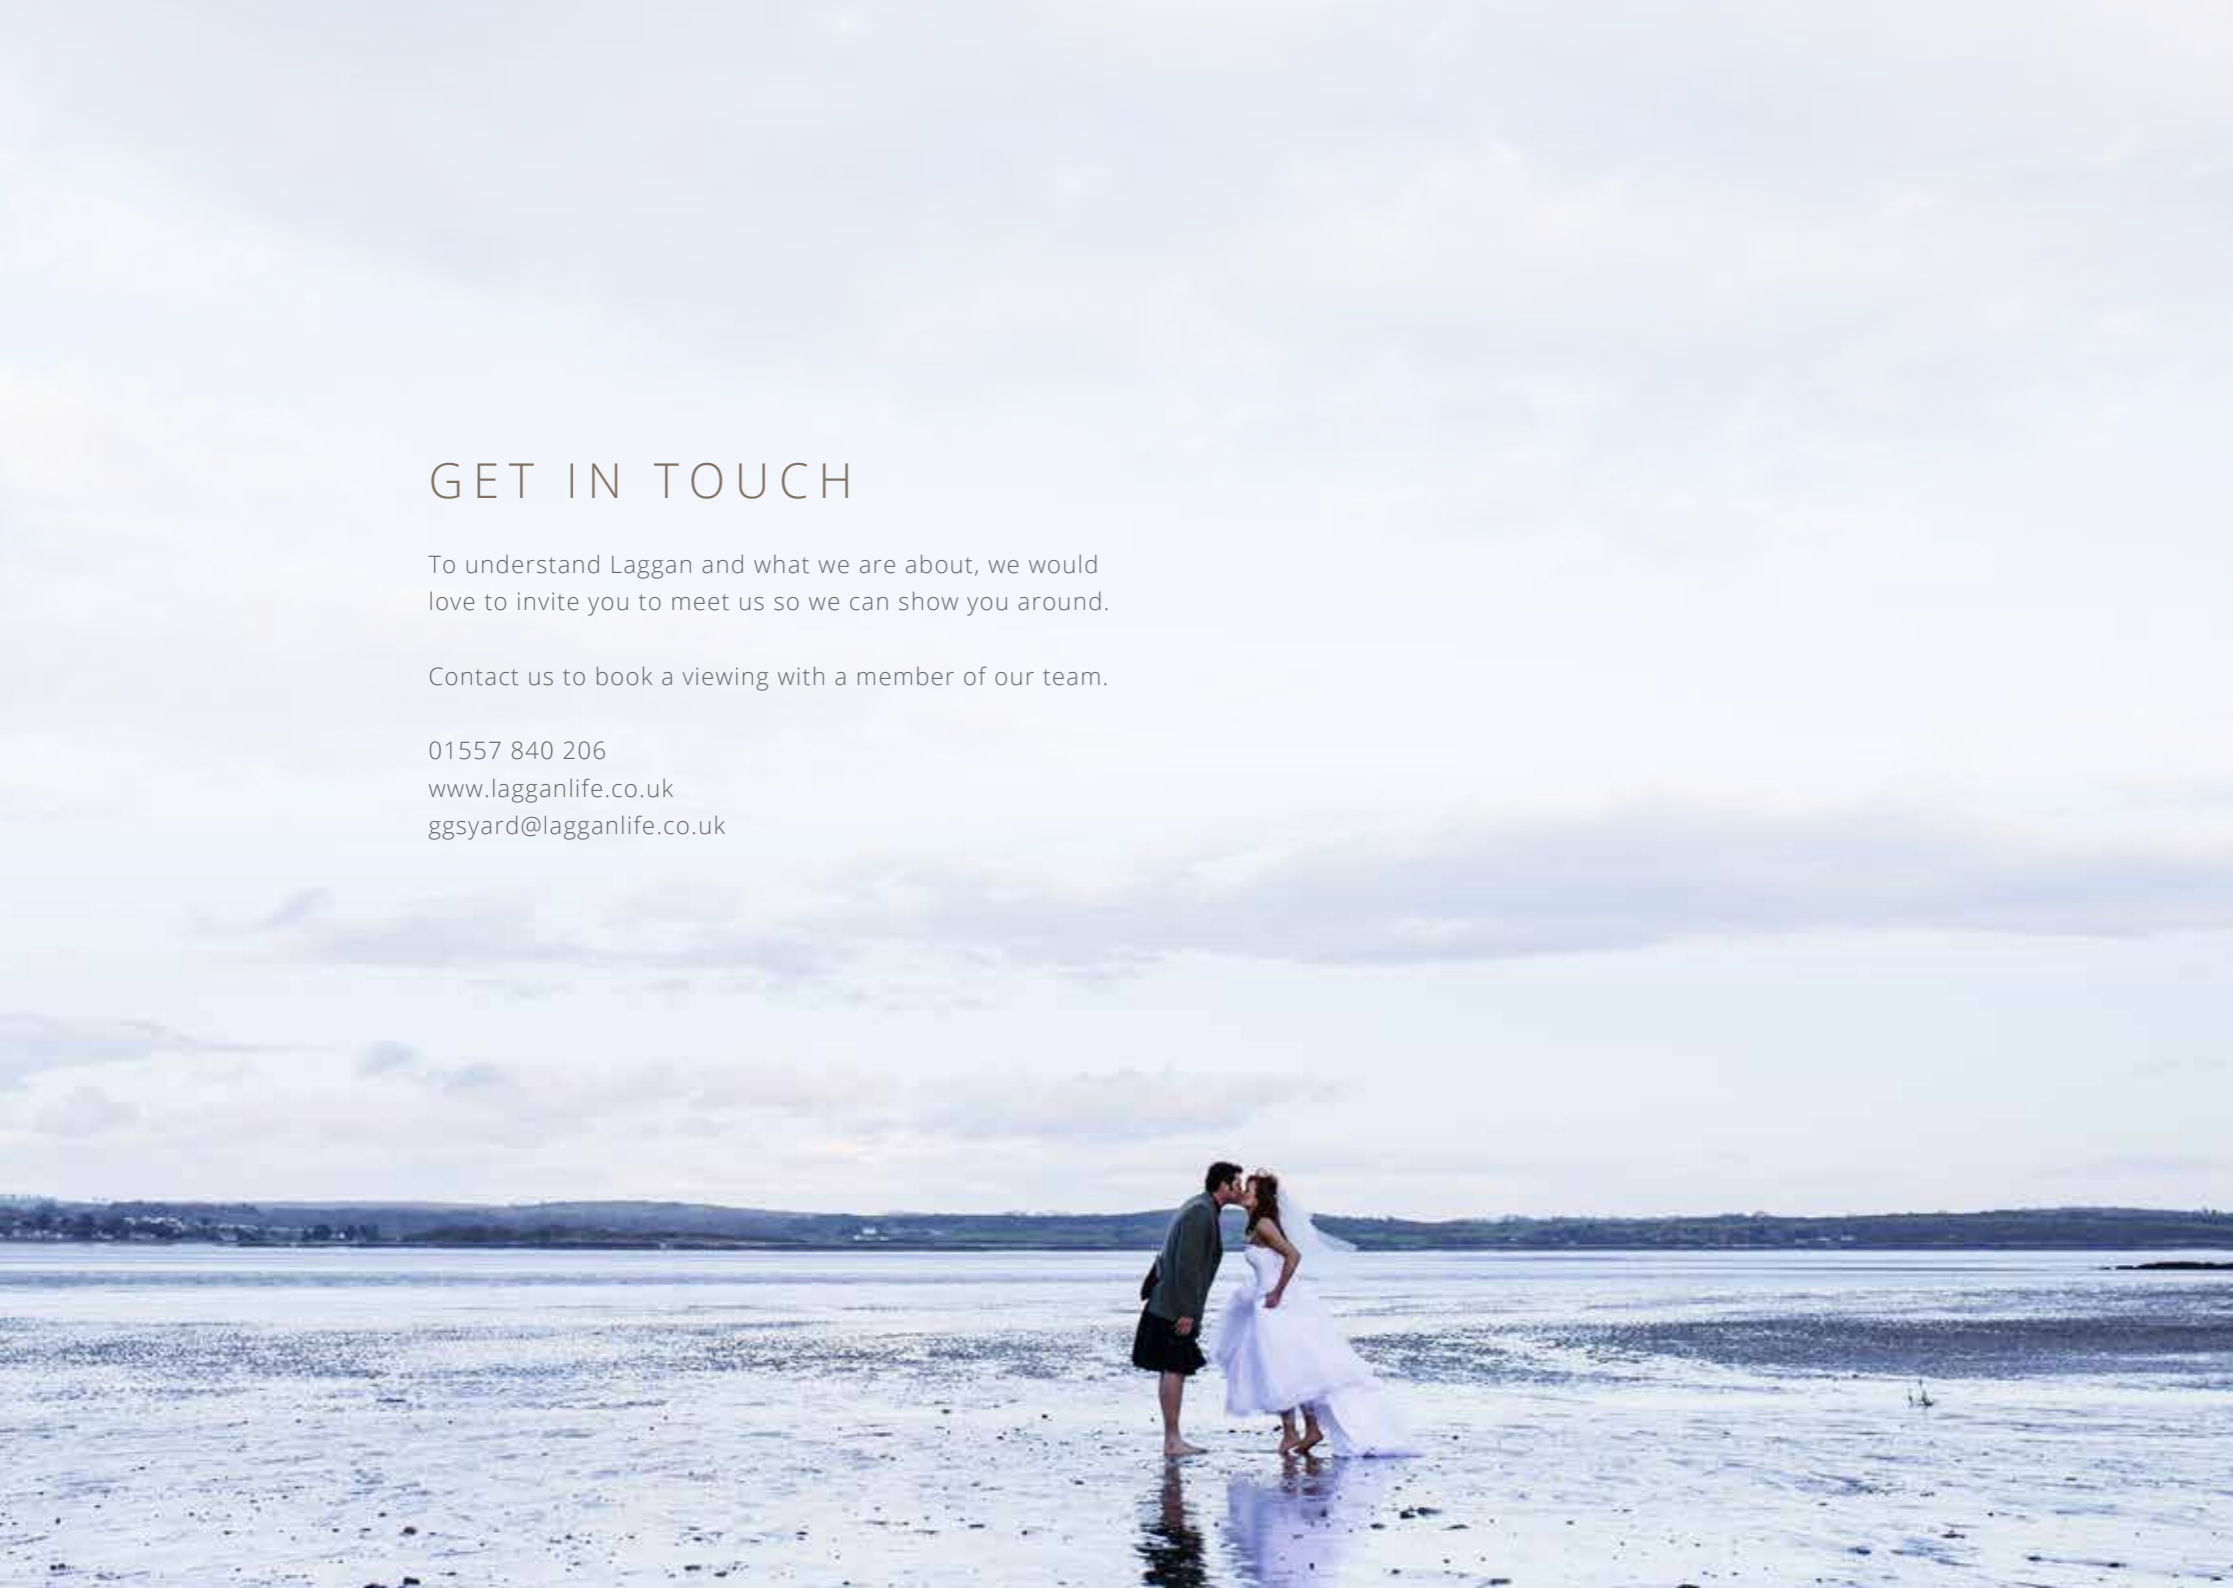 GET IN TOUCH
To understand Laggan and what we are about, we would
love to invite you to meet us so we can show you around.
Contact us to book a viewing with a member of our team.
01557 840 206
www.lagganlife.co.uk
ggsyard@lagganlife.co.uk